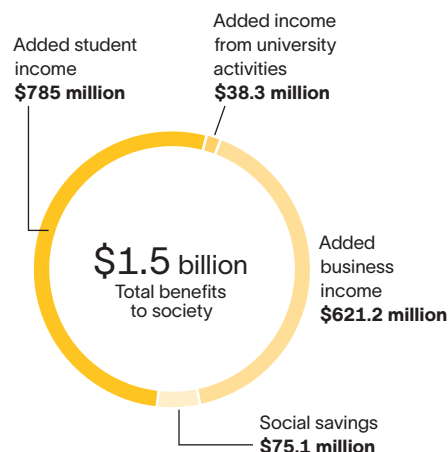 Added student
income
$785 million
Added income
from university
activities
$38.3 million
$1.5 billion
Total benefits
to society
Added
business
income
$621.2 million
Social savings
$75.1 million